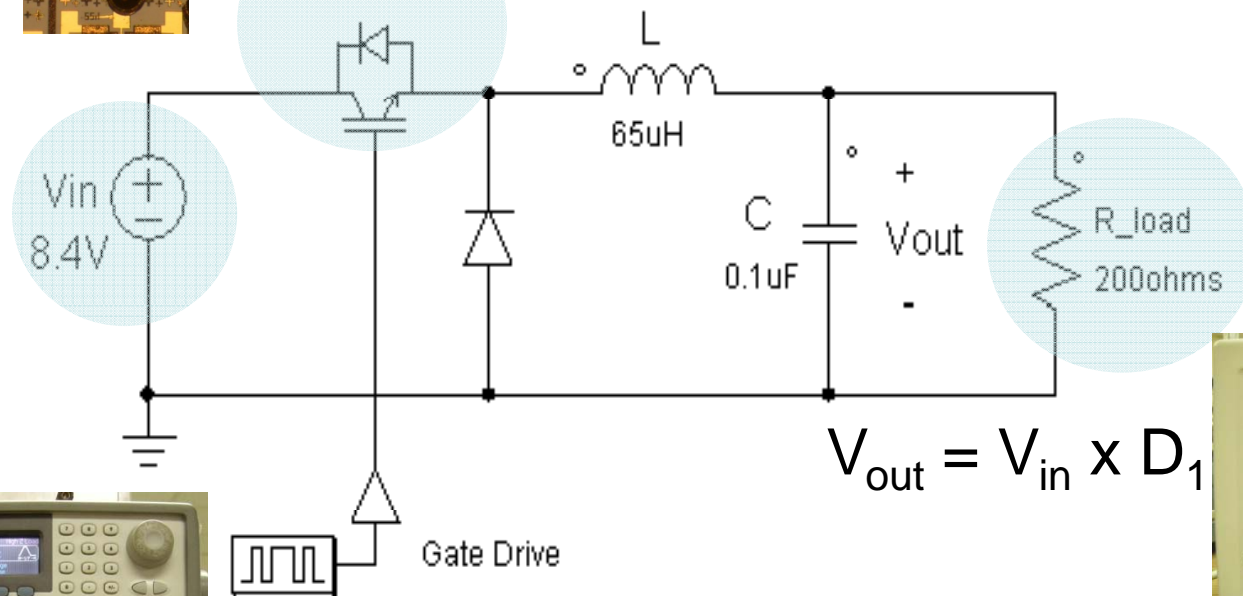 L
65uH
Vin
8.4V
+
C
0.1uF
Vout
-
R_load
200ohms
Vout = Vin x D1
Gate Drive